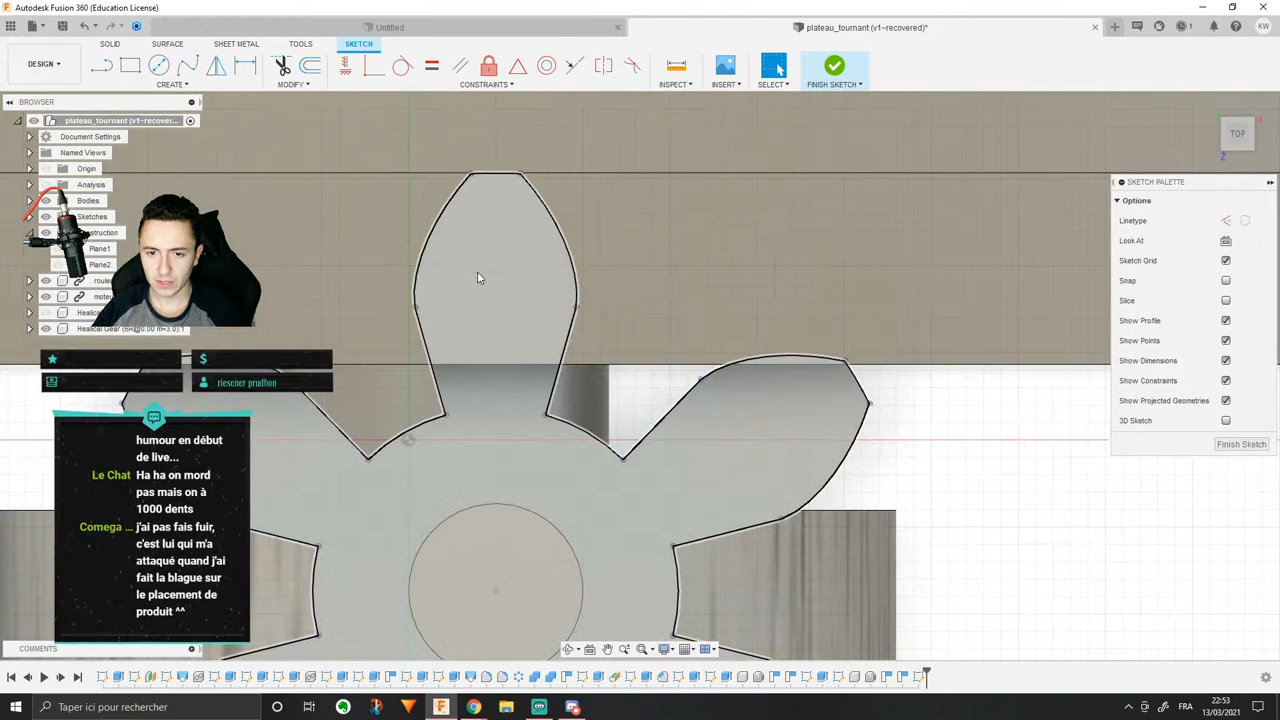 Autodesk Fusion 360 (Education License)
Untitled
plateau_tournant (v1~recovered)*
1
KW
SOLID
SURFACE
SHEET METAL
TOOLS
SKETCH
DESIGN
CREATE
MODIFY
CONSTRAINTS
INSPECT
INSERT
SELECT
FINISH SKETCH
BROWSER
plateau_tournant (v1~recover...
Document Settings
Named Views
Origin
Analysis
Bodies
Sketches
Plane1
Plane2
TOP
X
Z
SKETCH PALETTE
Options
Linetype
Look At
Sketch Grid
Snap
Slice
Show Profile
Show Points
Show Dimensions
Show Constraints
Show Projected Geometries
3D Sketch
Finish Sketch
riesener prudhon
humour en début
de live...
Le Chat Ha ha on mord
pas mais on à
1000 dents
Comega ... j'ai pas fais fuir,
c'est lui qui m'a
attaqué quand j'ai
fait la blague sur
le placement de
produit ^^
COMMENTS
Taper ici pour rechercher
FRA
22:53
13/03/2021